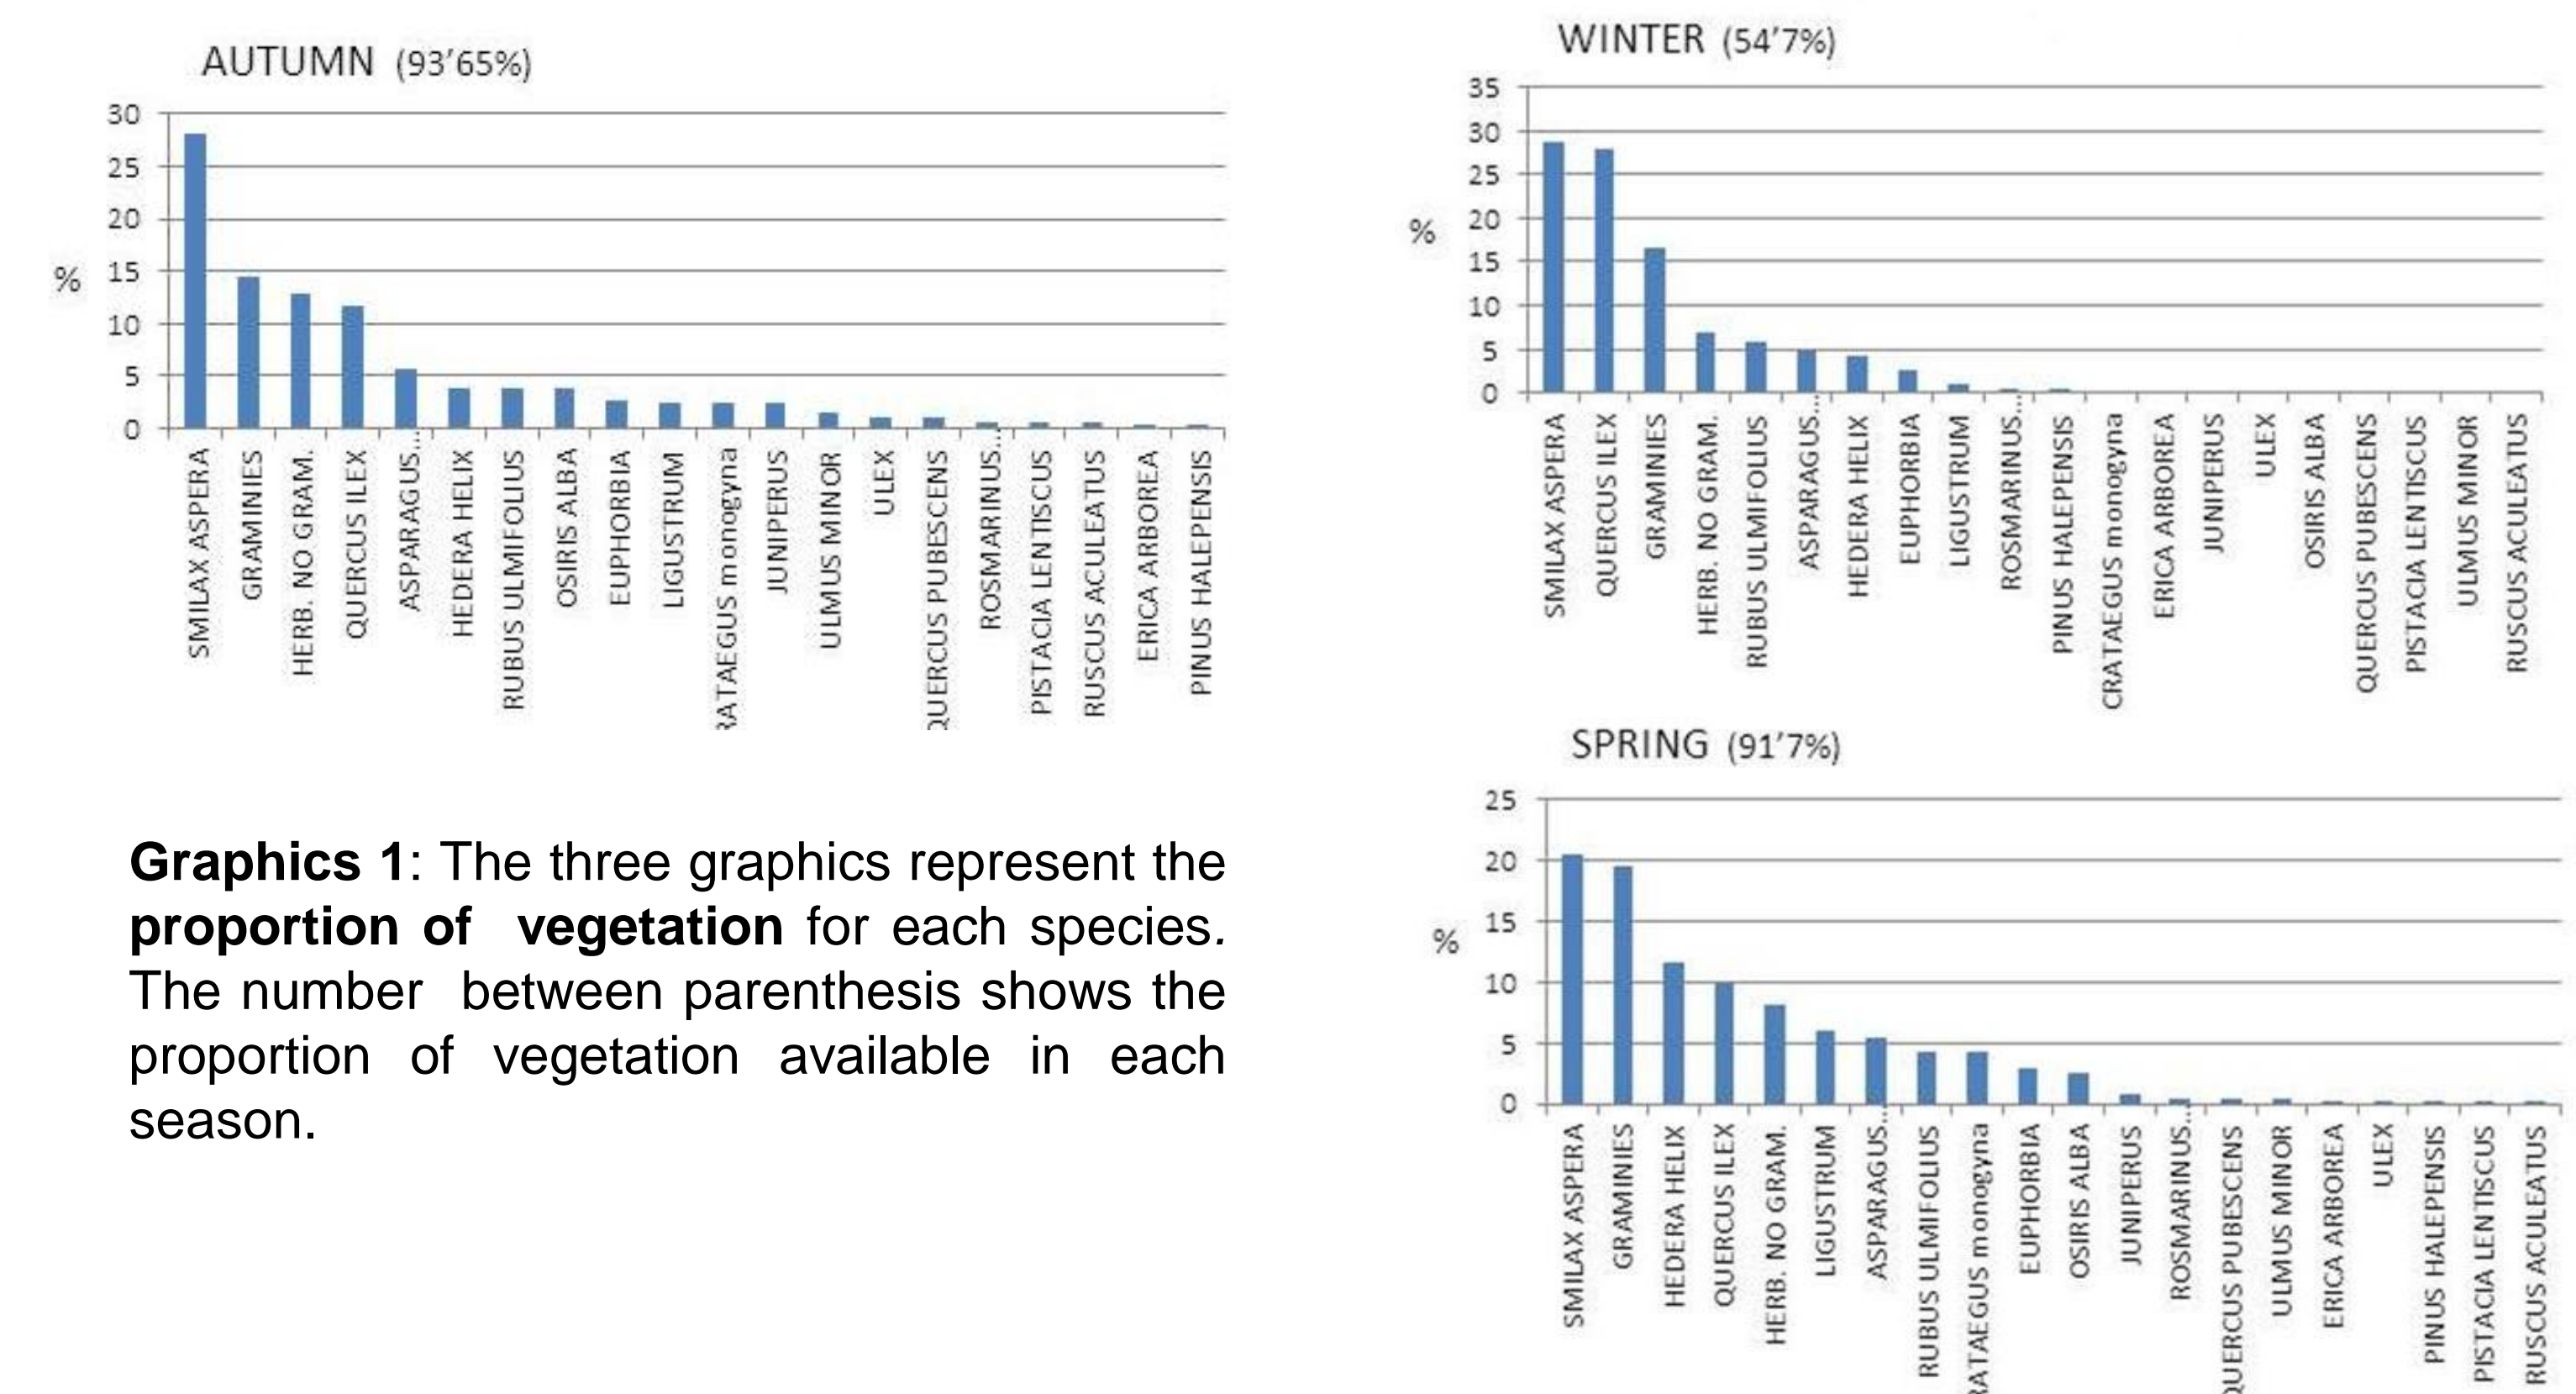 AUTUMN (93'65%)
30
25
20
15
10
5
0
%
SMILAX ASPERA
GRAMINIES
HERB. NO GRAM.
QUERCUS ILEX
ASPARAGUS...
HEDERA HELIX
RUBUS ULMIFOLIUS
OSIRIS ALBA
EUPHORBIA
LIGUSTRUM
RATAEGUS monogyna
JUNIPERUS
ULMUS MINOR
ULEX
QUERCUS PUBESCENS
ROSMARINUS...
PISTACIA LENTISCUS
RUSCUS ACULEATUS
ERICA ARBOREA
PINUS HALEPENSIS
WINTER (54'7%)
35
30
25
20
15
10
5
0
%
SMILAX ASPERA
QUERCUS ILEX
GRAMINIES
HERB. NO GRAM.
RUBUS ULMIFOLIUS
ASPARAGUS...
HEDERA HELIX
EUPHORBIA
LIGUSTRUM
ROSMARINUS...
PINUS HALEPENSIS
CRATAEGUS monogyna
ERICA ARBOREA
JUNIPERUS
ULEX
OSIRIS ALBA
QUERCUS PUBESCENS
PISTACIA LENTISCUS
ULMUS MINOR
RUSCUS ACULEATUS
Graphics 1: The three graphics represent the
proportion of vegetation for each species.
The number between parenthesis shows the
proportion of vegetation available in each
season.
SPRING (91'7%)
25
20
15
10
5
0
%
SMILAX ASPERA
GRAMINIES
HEDERA HELIX
QUERCUS ILEX
HERB. NO GRAM.
LIGUSTRUM
ASPARAGUS...
RUBUS ULMIFOLIUS
RATAEGUS monogyna
EUPHORBIA
OSIRIS ALBA
JUNIPERUS
ROSMARINUS...
QUERCUS PUBESCENS
ULMUS MINOR
ERICA ARBOREA
ULEX
PINUS HALEPENSIS
PISTACIA LENTISCUS
RUSCUS ACULEATUS